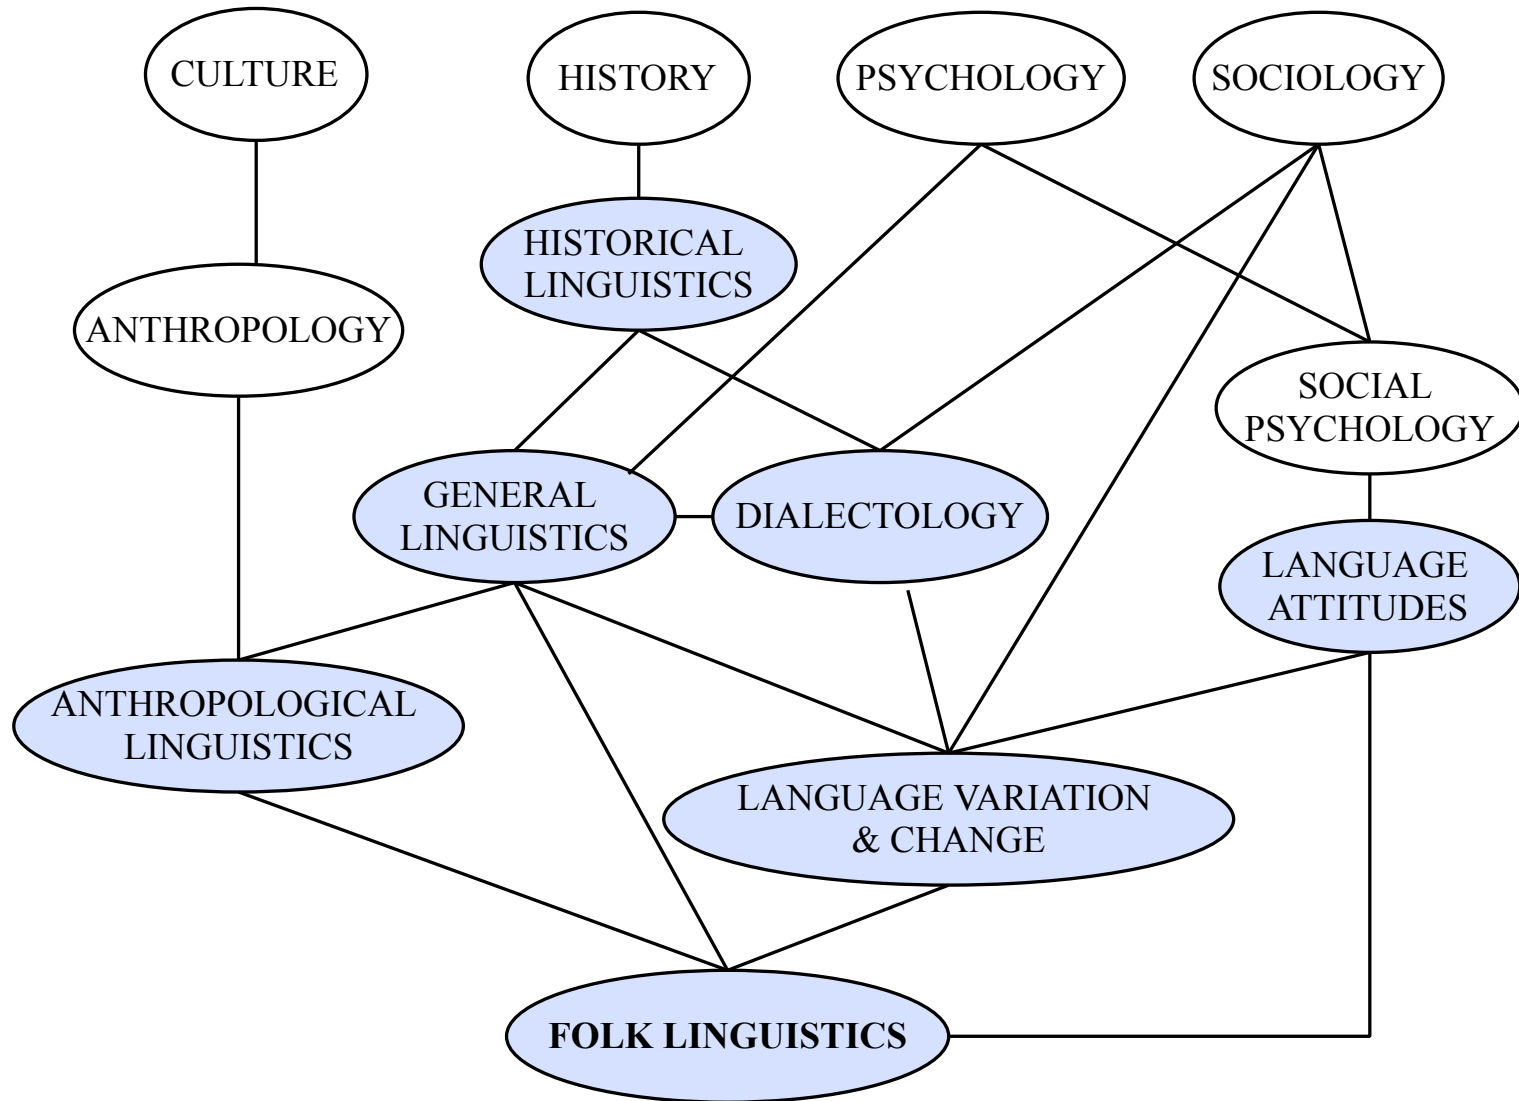 CULTURE
HISTORY
PSYCHOLOGY
SOCIOLOGY
HISTORICAL
LINGUISTICS
ANTHROPOLOGY
SOCIAL
PSYCHOLOGY
GENERAL
LINGUISTICS
DIALECTOLOGY
LANGUAGE
ATTITUDES
ANTHROPOLOGICAL
LINGUISTICS
LANGUAGE VARIATION
& CHANGE
FOLK LINGUISTICS